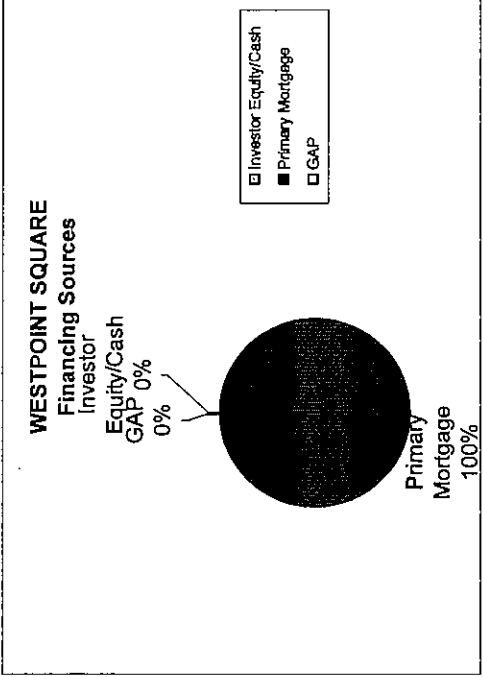 WESTPOINT SQUARE
Financing Sources
Investor
Equity/Cash
0%
GAP
0%
Primary
Mortgage
100%
Investor Equity/Cash
Primary Mortgage
GAP